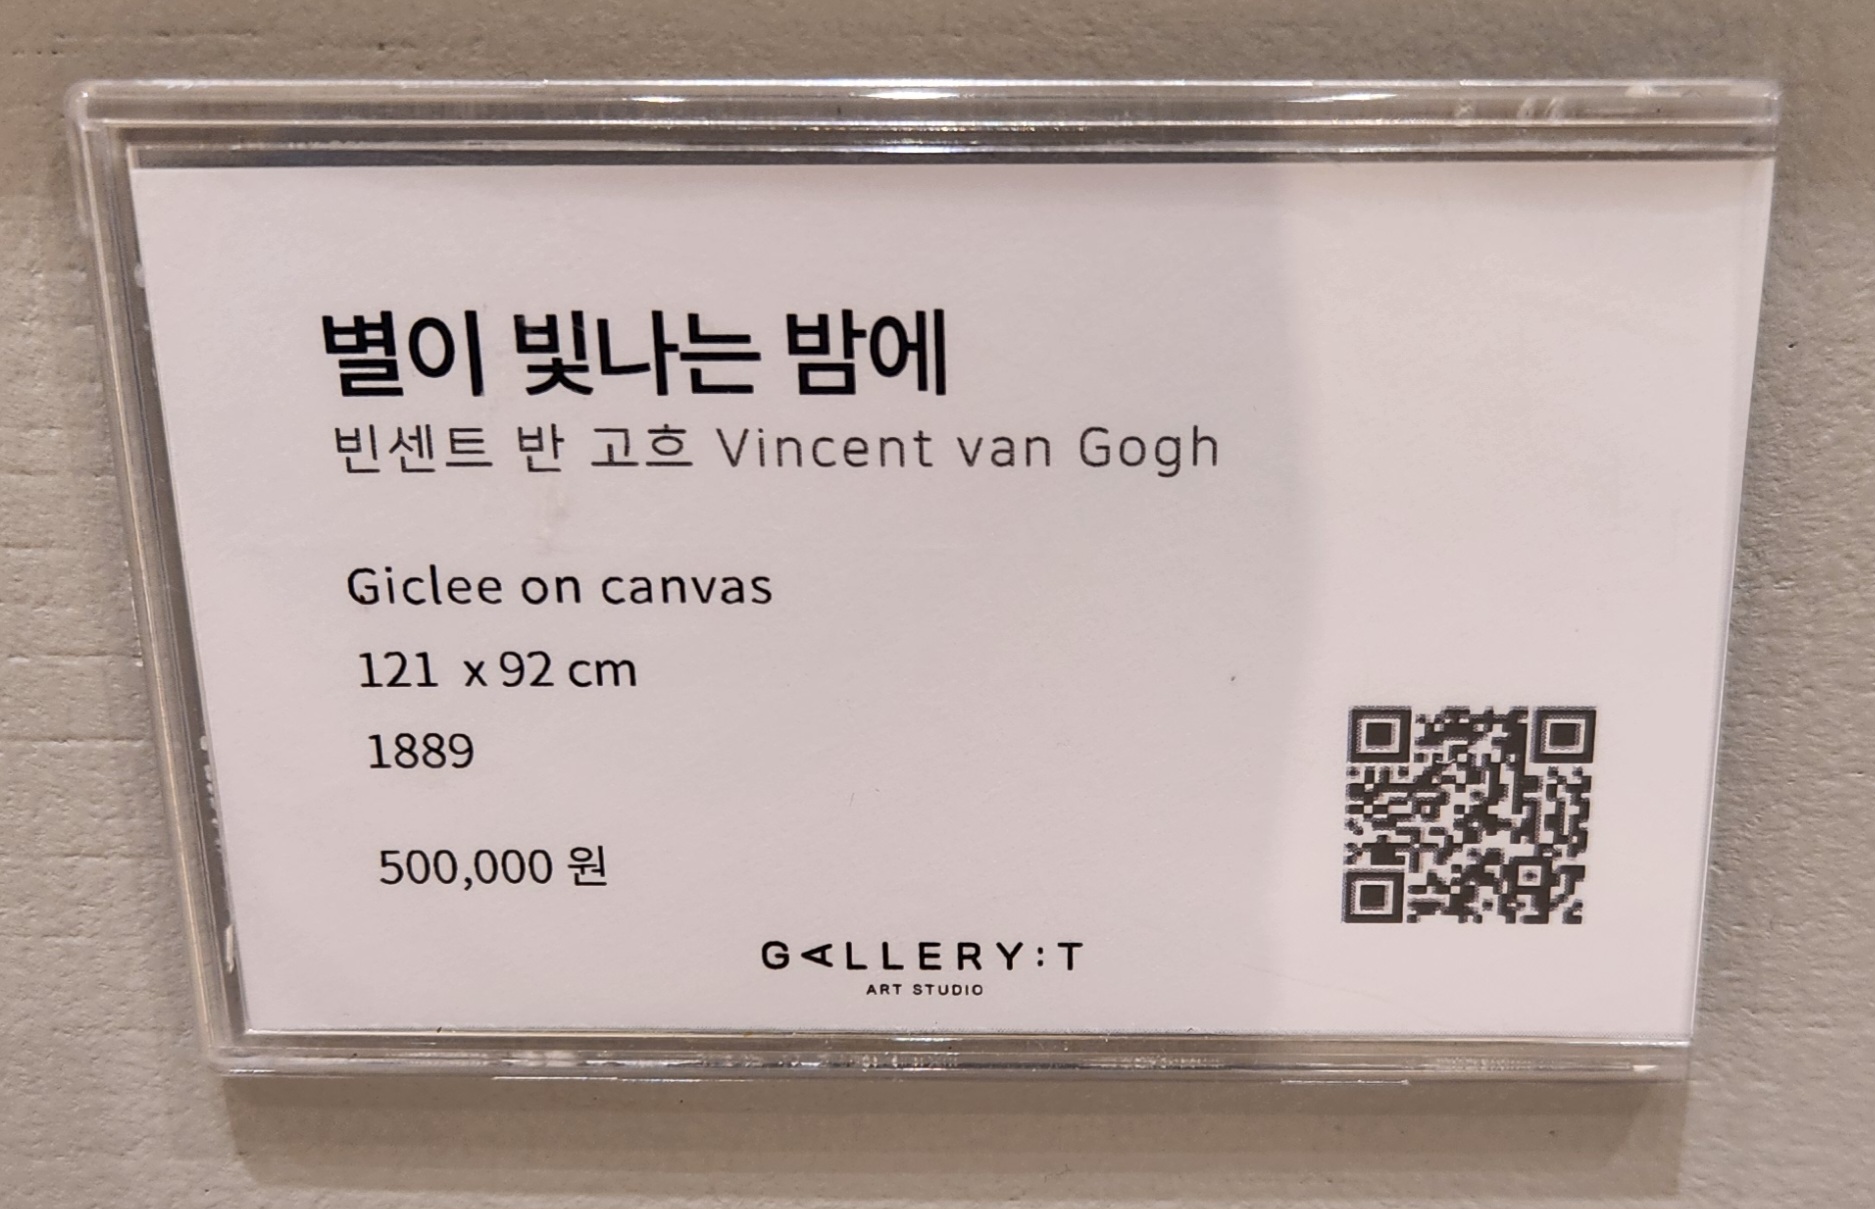 별이 빛나는 밤에
빈센트 반 고흐 Vincent van Gogh
Giclee on canvas
121 x 92 cm
1889
500,000 원
GALLERY:T
ART STUDIO